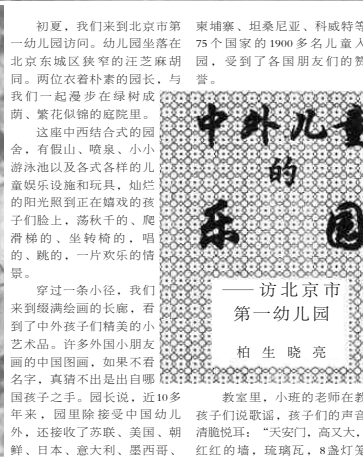 初夏，我们来到北京市第
一幼儿园访问。幼儿园坐落在
北京东城区狭窄的汪芝麻胡
同。两位衣着朴素的园长，与
我们一起漫步在绿树成
荫、繁花似锦的庭院里。
这座中西结合式的园
舍，有假山、喷泉、小小
游泳池以及各式各样的儿
童娱乐设施和玩具，灿烂
的阳光照到正在嬉戏的孩
子们脸上，荡秋千的、爬
滑梯的、坐转椅的，唱
的、跳的，一片欢乐的情
景。
穿过一条小径，我们
来到缀满绘画的长廊，看
到了中外孩子们精美的小
艺术品。许多外国小朋友
画的中国图画，如果不看
名字，真猜不出是出自哪
国孩子之手。园长说，近10多
年来，园里除接受中国幼儿
外，还接收了苏联、美国、朝
鲜、日本、意大利、墨西哥、
柬埔寨、坦桑尼亚、科威特等
75个国家的1900多名儿童入
园，受到了各国朋友们的赞
誉。
中外儿童
的
乐园
——访北京市
第一幼儿园
柏生晓亮
教室里，小班的老师在教
孩子们说歌谣，孩子们的声音
清脆悦耳：“天安门，高又大，
红红的墙，琉璃瓦，8盏灯笼